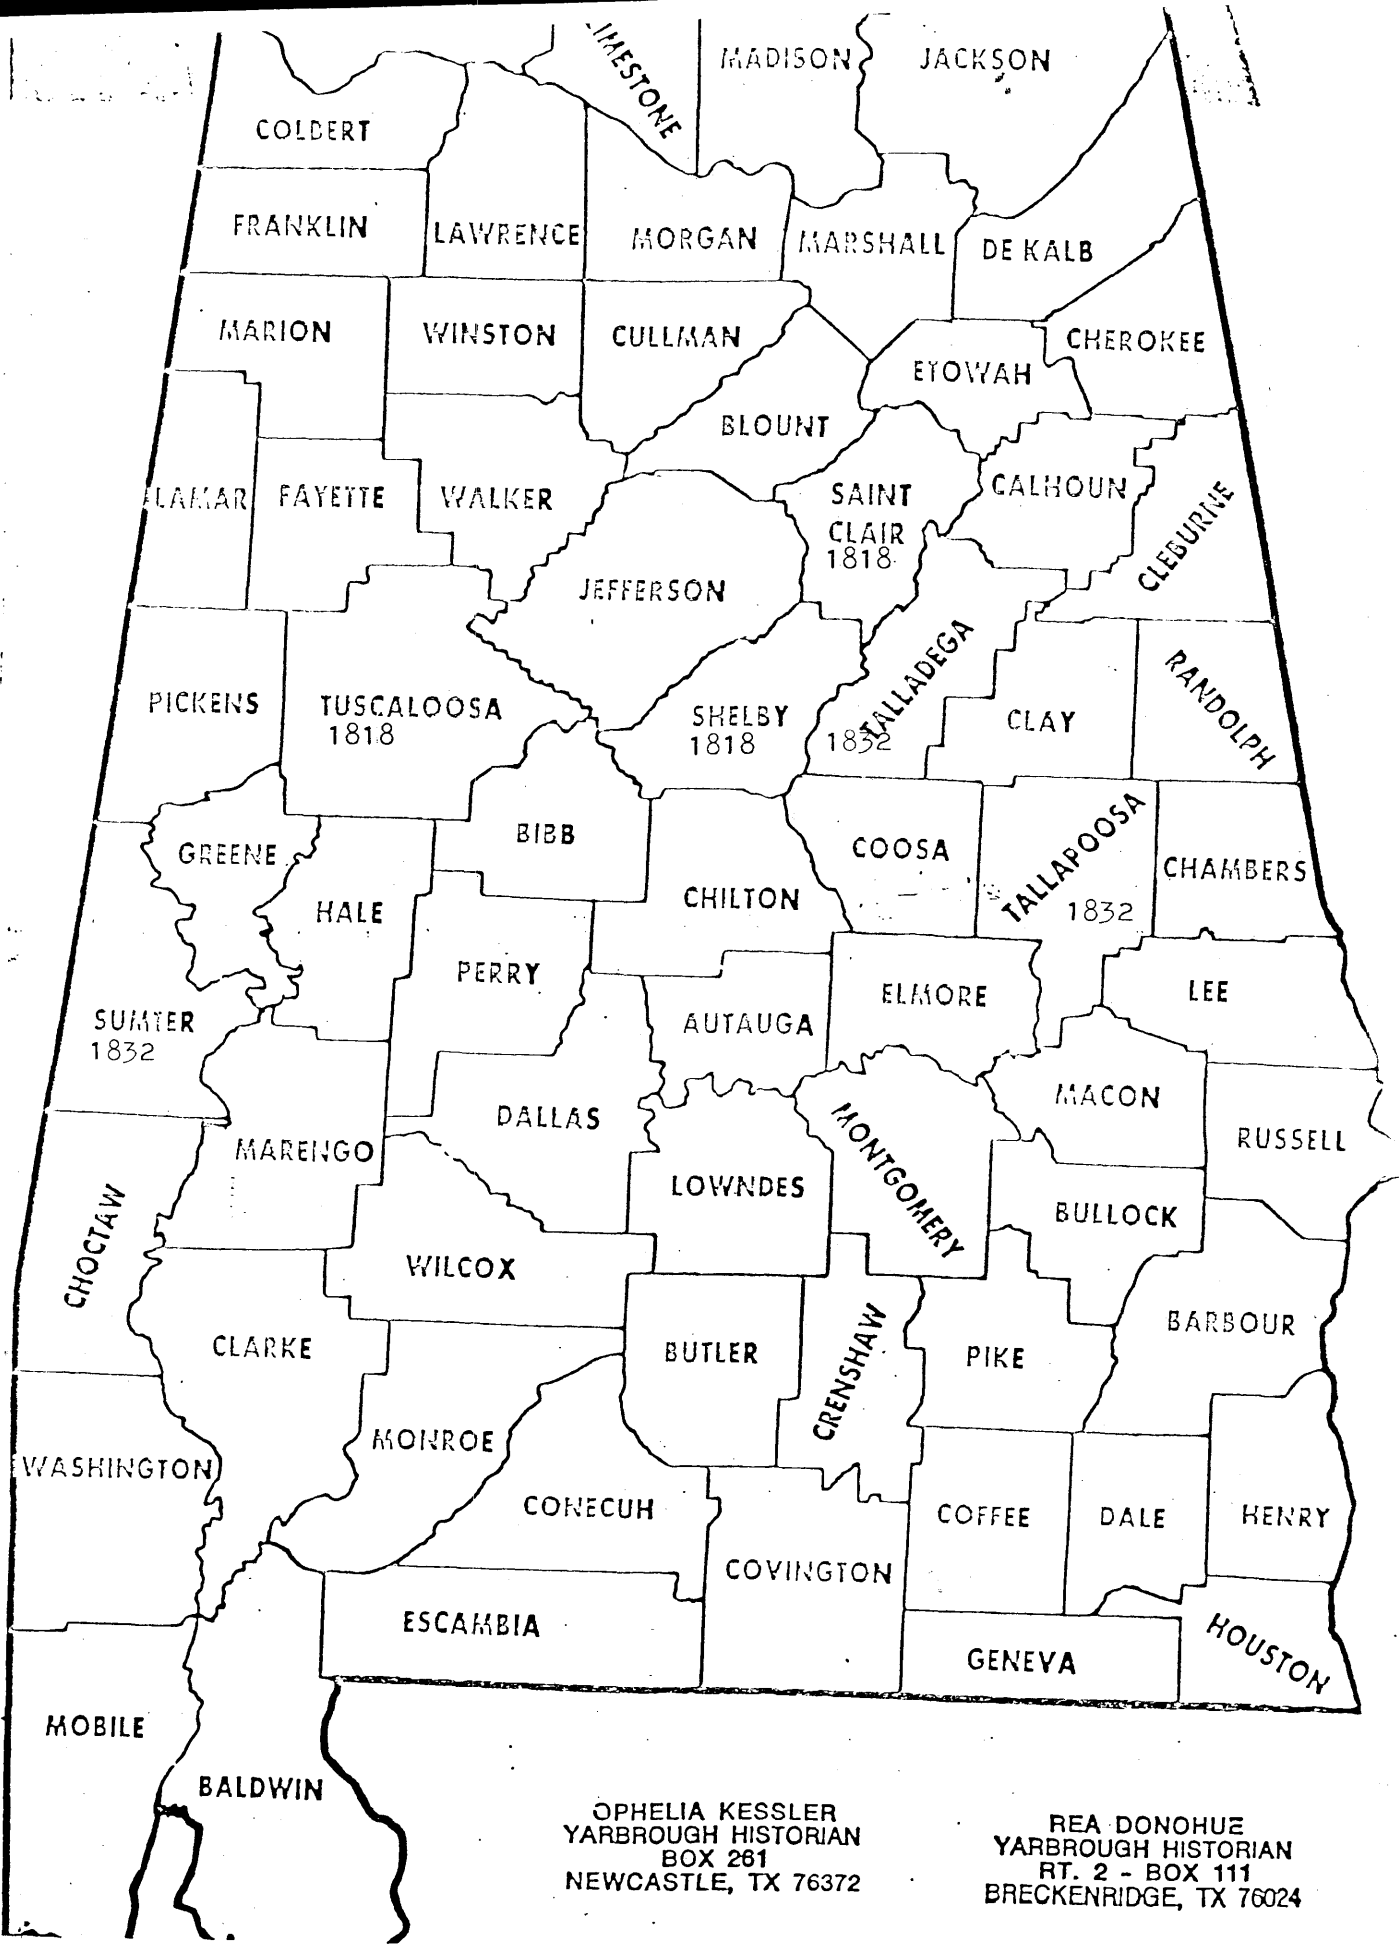 LIMESTONE
MADISON
JACKSON
COLBERT
FRANKLIN
LAWRENCE
MORGAN
MARSHALL
DE KALB
MARION
WINSTON
CULLMAN
CHEROKEE
ETOWAH
BLOUNT
LAMAR
FAYETTE
WALKER
SAINT
CLAIR
1818
CALHOUN
CLEBURNE
JEFFERSON
PICKENS
TUSCALOOSA
1818
SHELBY
1818
TALLADEGA
1832
CLAY
RANDOLPH
GREENE
BIBB
COOSA
TALLAPOOSA
1832
CHAMBERS
HALE
CHILTON
PERRY
ELMORE
LEE
SUMTER
1832
AUTAUGA
MACON
DALLAS
MARENGO
MONTGOMERY
RUSSELL
LOWNDES
BULLOCK
CHOCTAW
WILCOX
CLARKE
BUTLER
CRENSHAW
PIKE
BARBOUR
MONROE
WASHINGTON
CONECUH
COFFEE
DALE
HENRY
COVINGTON
ESCAMBIA
GENEVA
HOUSTON
MOBILE
BALDWIN
OPHELIA KESSLER
YARBROUGH HISTORIAN
BOX 261
NEWCASTLE, TX 76372
REA DONOHUE
YARBROUGH HISTORIAN
RT. 2 - BOX 111
BRECKENRIDGE, TX 76024